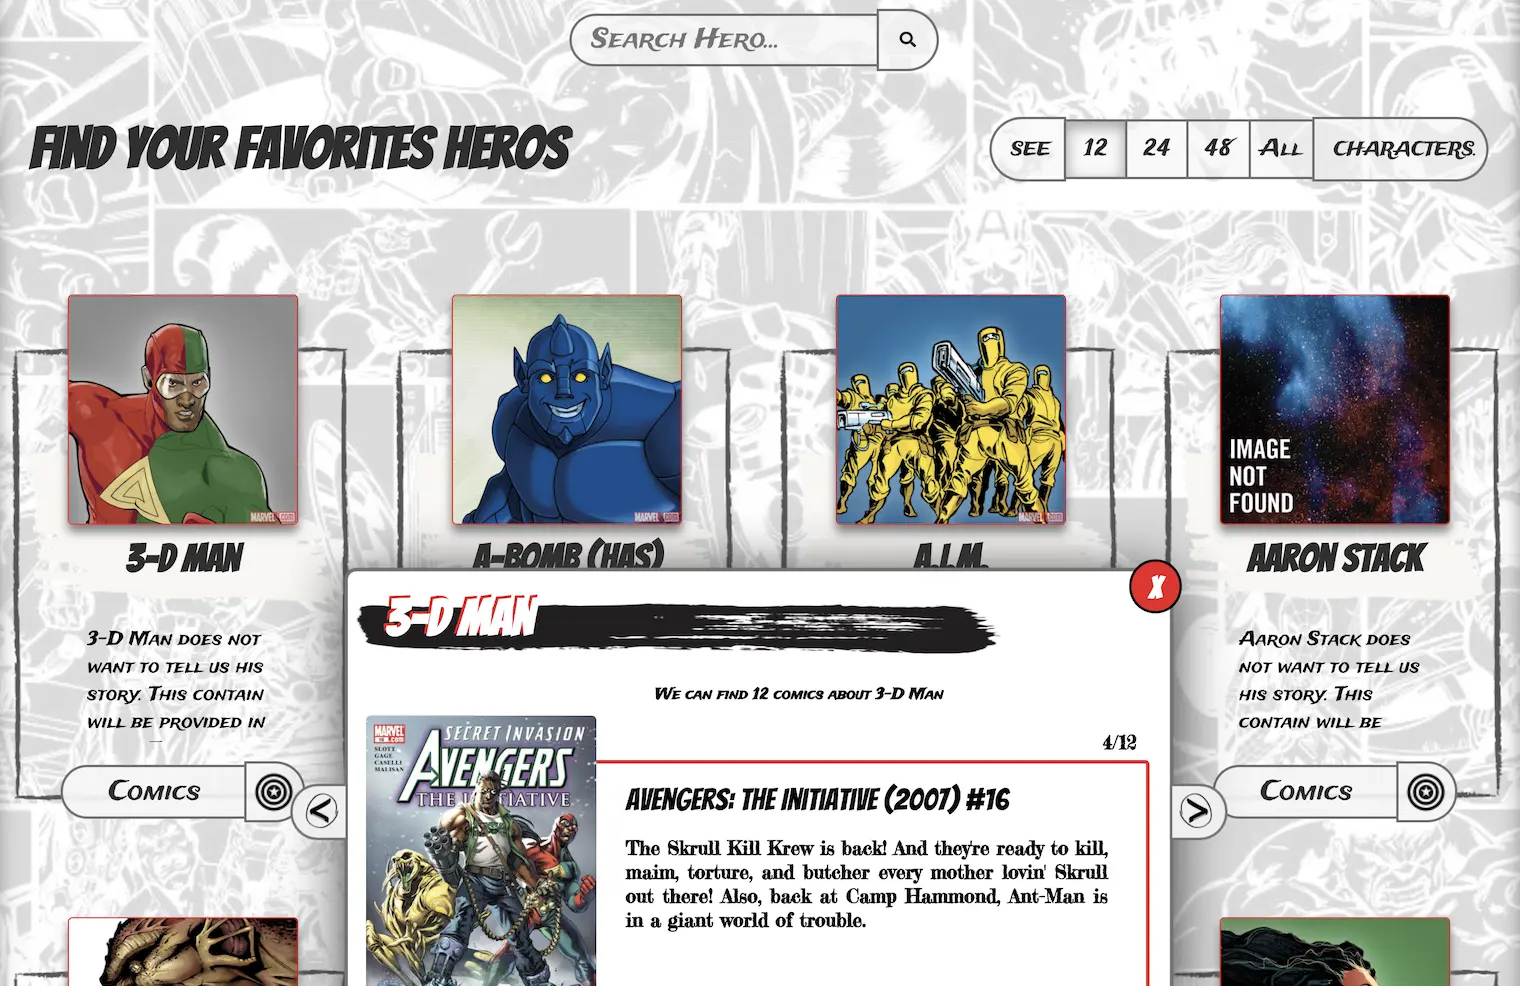 Search Hero...
FIND YOUR FAVORITES HEROS
SEE 12 24 48 All CHARACTERS.
MARVEL.com
MARVEL.com
MARVEL.com
IMAGE
NOT
FOUND
3-D MAN
A-BOMB (HAS)
A.I.M.
AARON STACK
3-D Man does not
want to tell us his
story. This contain
will be provided in
Comics
Aaron Stack does
not want to tell us
his story. This
contain will be
Comics
<
>
X
3-D MAN
We can find 12 comics about 3-D Man
4/12
MARVEL
SLOTT
GAGE
CASELLI
MALISAN
SECRET INVASION
AVENGERS
THE INITIATIVE
AVENGERS: THE INITIATIVE (2007) #16
The Skrull Kill Krew is back! And they're ready to kill,
maim, torture, and butcher every mother lovin' Skrull
out there! Also, back at Camp Hammond, Ant-Man is
in a giant world of trouble.